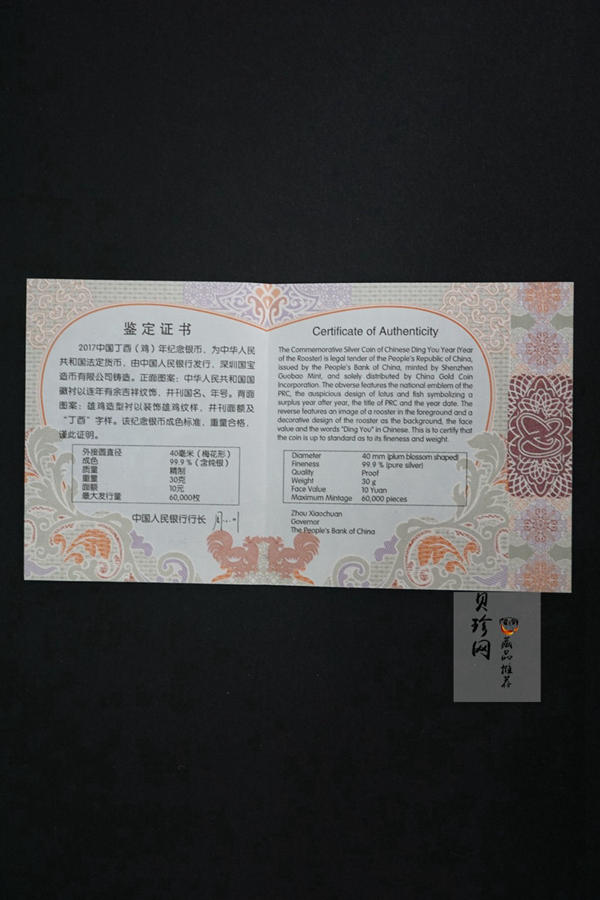 鉴定证书
2017中国丁酉（鸡）年纪念银币，为中华人民
共和国法定货币，由中国人民银行发行，深圳国宝
造币有限公司铸造。正面图案：中华人民共和国国
徽衬以连年有余吉祥纹饰，并刊国名、年号。背面
图案：雄鸡造型衬以装饰雄鸡纹样，并刊面额及
“丁酉”字样。该纪念银币成色标准，重量合格，
谨此证明。
外接圆直径 40毫米（梅花形）
成色 99.9％（含纯银）
质量 精制
重量 30克
面额 10元
最大发行量 60,000枚
中国人民银行行长
Certificate of Authenticity
The Commemorative Silver Coin of Chinese Ding You Year (Year
of the Rooster) is legal tender of the People's Republic of China,
issued by the People's Bank of China, minted by Shenzhen
Guobao Mint, and solely distributed by China Gold Coin
Incorporation. The obverse features the national emblem of the
PRC, the auspicious design of lotus and fish symbolizing a
surplus year after year, the title of PRC and the year date. The
reverse features an image of a rooster in the foreground and a
decorative design of the rooster as the background, the face
value and the words "Ding You" in Chinese. This is to certify that
the coin is up to standard as to its fineness and weight.
Diameter 40 mm (plum blossom shaped)
Fineness 99.9 % (pure silver)
Quality Proof
Weight 30 g
Face Value 10 Yuan
Maximum Mintage 60,000 pieces
Zhou Xiaochuan
Governor
The People's Bank of China
贝珍网
藏品推荐